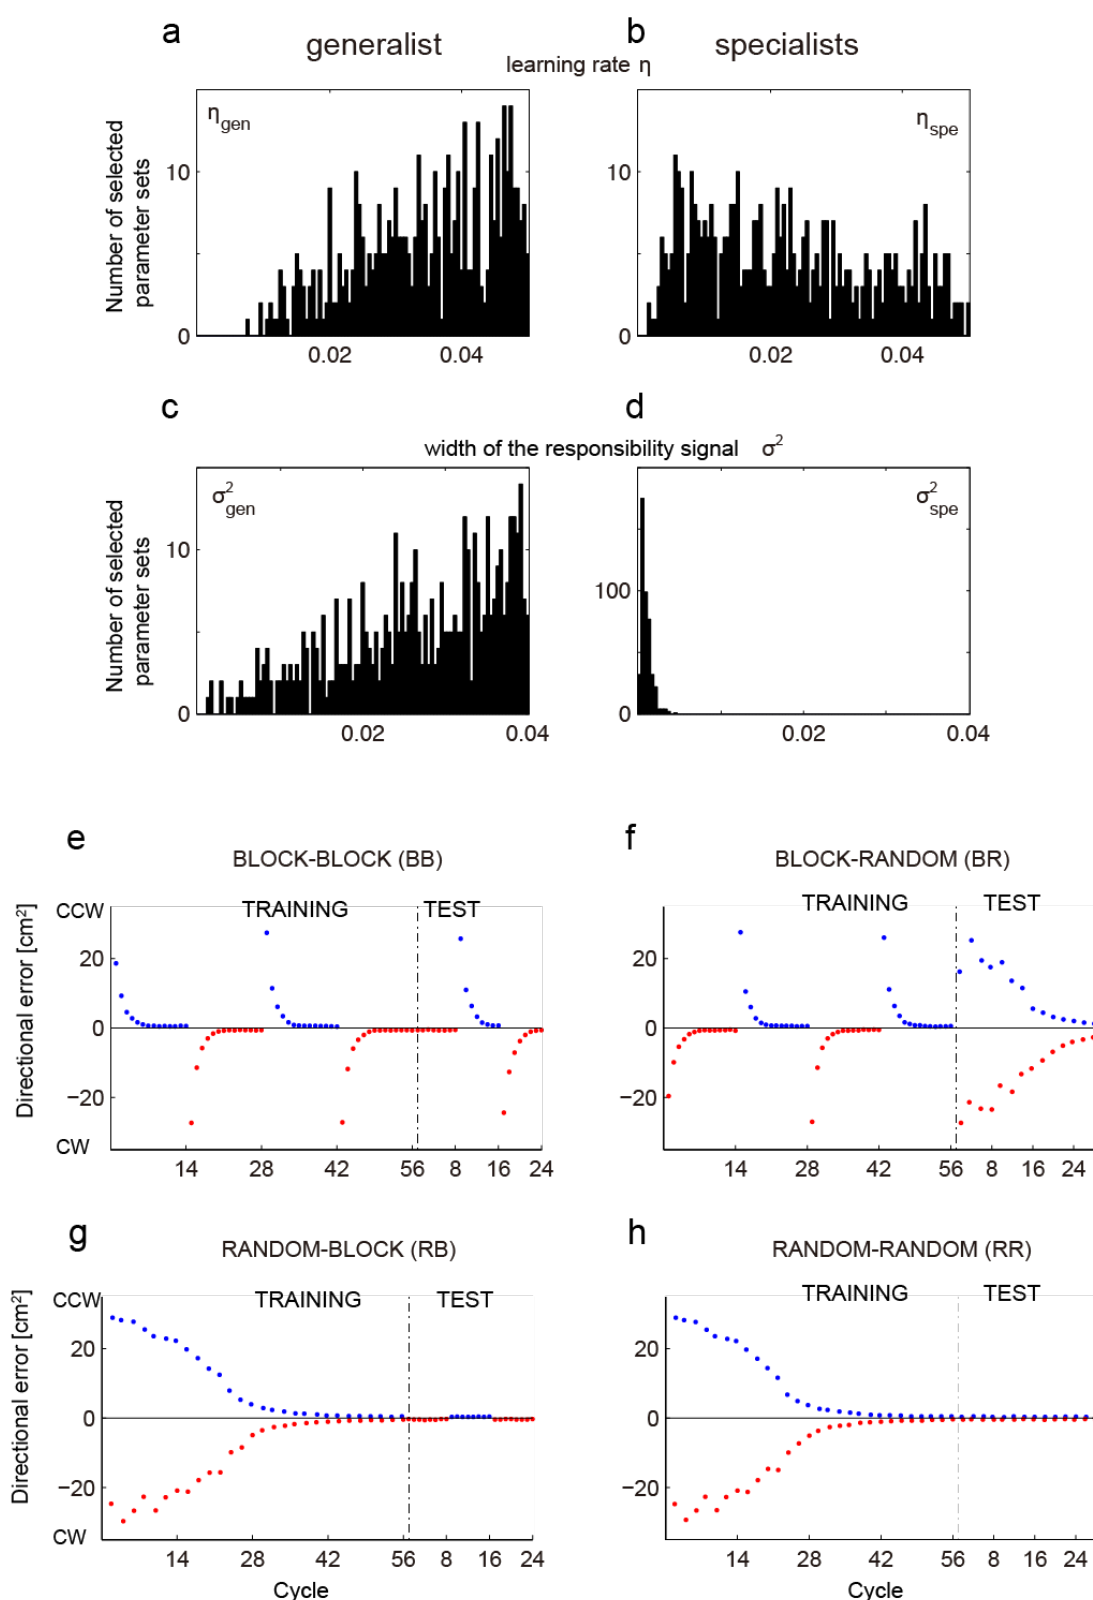 a
generalist
b
specialists
learning rate η
Number of selected
parameter sets
ηgen
10
0
0.02
0.04
ηspe
10
0
0.02
0.04
c
d
width of the responsibility signal σ²
Number of selected
parameter sets
σ²gen
10
0
0.02
0.04
σ²spe
100
0
0.02
0.04
e
BLOCK-BLOCK (BB)
CCW
TRAINING
TEST
Directional error [cm²]
20
0
−20
CW
14
28
42
56
8
16
24
f
BLOCK-RANDOM (BR)
TRAINING
TEST
20
0
−20
14
28
42
56
8
16
24
g
RANDOM-BLOCK (RB)
CCW
TRAINING
TEST
Directional error [cm²]
20
0
−20
CW
14
28
42
56
8
16
24
Cycle
h
RANDOM-RANDOM (RR)
TRAINING
TEST
20
0
−20
14
28
42
56
8
16
24
Cycle